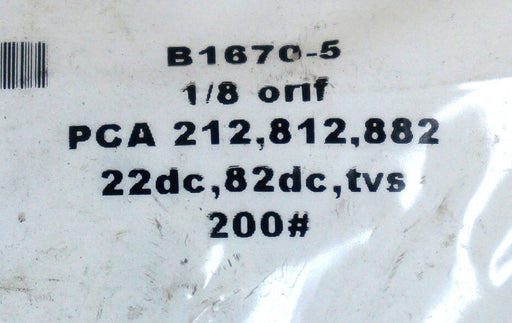 B1670-5
1/8 orif
PCA 212,812,882
22dc,82dc,tvs
200#